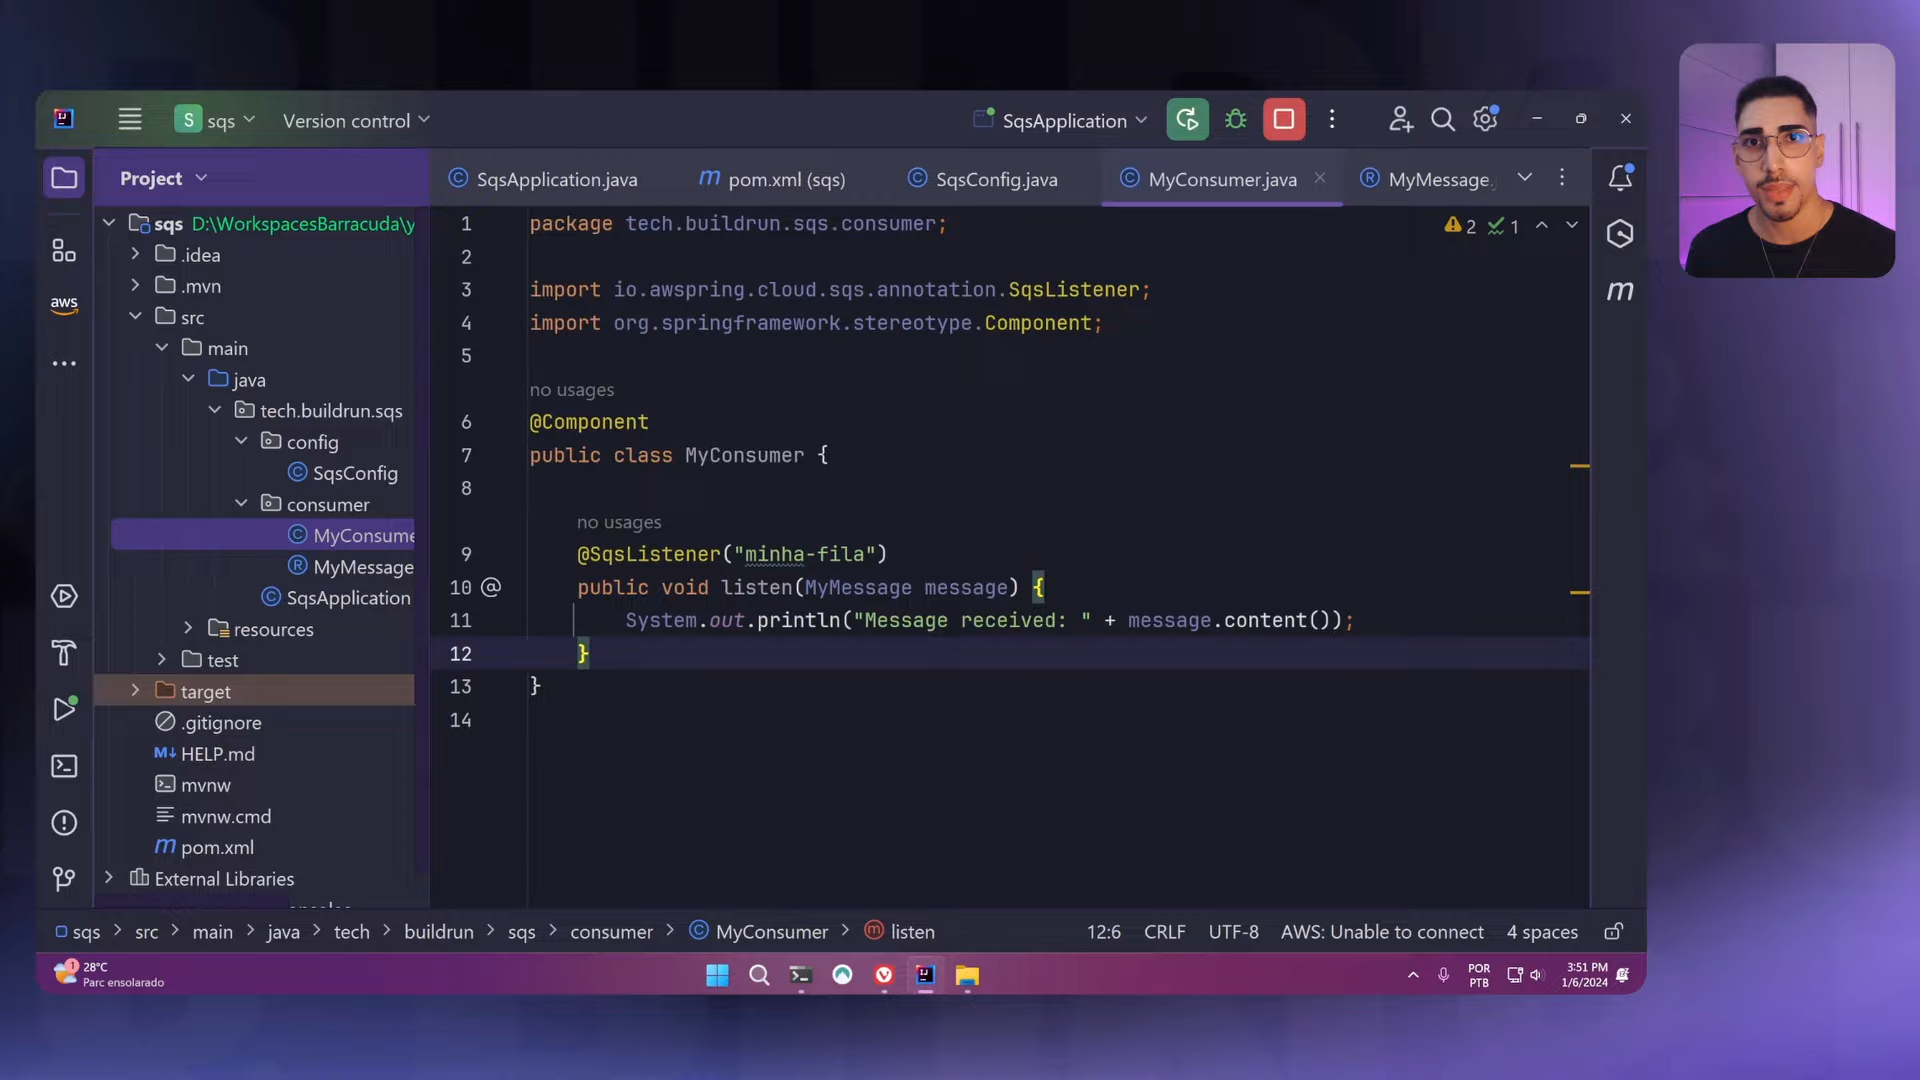 S sqs Version control SqsApplication
Project
SqsApplication.java pom.xml (sqs) SqsConfig.java MyConsumer.java MyMessage.
sqs D:\WorkspacesBarracuda\y
.idea
.mvn
src
main
java
tech.buildrun.sqs
config
SqsConfig
consumer
MyConsume
MyMessage
SqsApplication
resources
test
target
.gitignore
HELP.md
mvnw
mvnw.cmd
pom.xml
External Libraries
aws
2 1
1 package tech.buildrun.sqs.consumer;
2
3 import io.awspring.cloud.sqs.annotation.SqsListener;
4 import org.springframework.stereotype.Component;
5
no usages
6 @Component
7 public class MyConsumer {
8
no usages
9 @SqsListener("minha-fila")
10 public void listen(MyMessage message) {
11 System.out.println("Message received: " + message.content());
12 }
13 }
14
sqs > src > main > java > tech > buildrun > sqs > consumer > MyConsumer > listen
12:6 CRLF UTF-8 AWS: Unable to connect 4 spaces
1 28°C
Parc ensolarado
POR
PTB
3:51 PM
1/6/2024